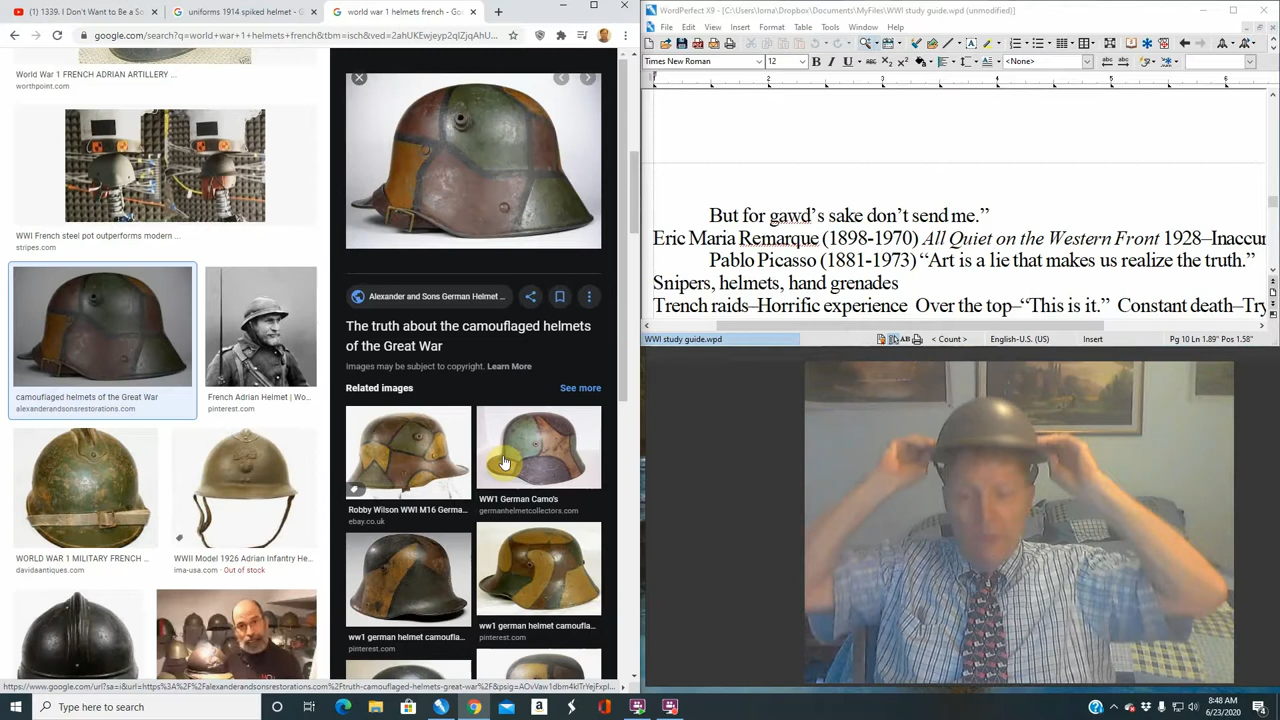 (1) 1339. I Don't Want to Be a So
uniforms 1914 spiked helmet - G
world war 1 helmets french - Go
google.com/search?q=world+war+1+helmets+french&tbm=isch&ved=2ahUKEwjeyp2qIZjqAhU...
World War 1 FRENCH ADRIAN ARTILLERY ...
worthpoint.com
WWI French steel pot outperforms modern ...
stripes.com
camouflaged helmets of the Great War
alexanderandsonsrestorations.com
French Adrian Helmet | Wo...
pinterest.com
WORLD WAR 1 MILITARY FRENCH ...
davidaantiques.com
WWII Model 1926 Adrian Infantry He...
ima-usa.com · Out of stock
Alexander and Sons German Helmet ...
The truth about the camouflaged helmets
of the Great War
Images may be subject to copyright. Learn More
Related images
See more
Robby Wilson WWI M16 Germa...
ebay.co.uk
WW1 German Camo's
germanhelmetcollectors.com
ww1 german helmet camoufla...
pinterest.com
ww1 german helmet camoufla...
pinterest.com
WordPerfect X9 - [C:\Users\lorna\Dropbox\Documents\MyFiles\WWI study guide.wpd (unmodified)]
File Edit View Insert Format Table Tools Window Help
Times New Roman 12 <None>
2 3 4 5 6
But for gawd's sake don't send me.”
Eric Maria Remarque (1898-1970) All Quiet on the Western Front 1928–Inaccur
Pablo Picasso (1881-1973) “Art is a lie that makes us realize the truth.”
Snipers, helmets, hand grenades
Trench raids–Horrific experience Over the top–“This is it.” Constant death–Try
WWI study guide.wpd
AB < Count > English-U.S. (US) Insert Pg 10 Ln 1.89" Pos 1.58"
Type here to search
8:48 AM
6/23/2020